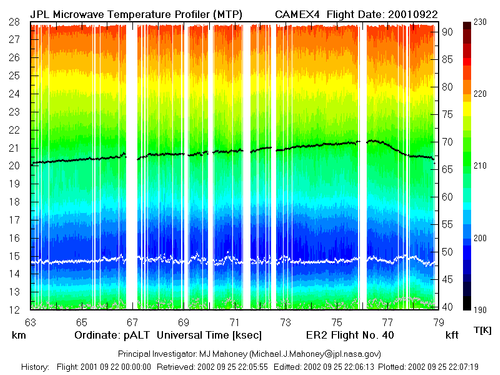 JPL Microwave Temperature Profiler (MTP) CAMEX4 Flight Date: 20010922
28 230
27 90
26 85
25 220
24 80
23 75
22
21 70 210
20 65
19
18 60
17 55 200
16
15 50
14 45
13
12 40 190
63 65 67 69 71 73 75 77 79
km Ordinate: pALT Universal Time [ksec] ER2 Flight No. 40 kft T[K]
Principal Investigator: MJ Mahoney (Michael.J.Mahoney@jpl.nasa.gov)
History: Flight: 2001 09 22 00:00:00 Retrieved: 2002 09 25 22:05:55 Editted: 2002 09 25 22:06:13 Plotted: 2002 09 25 22:07:19